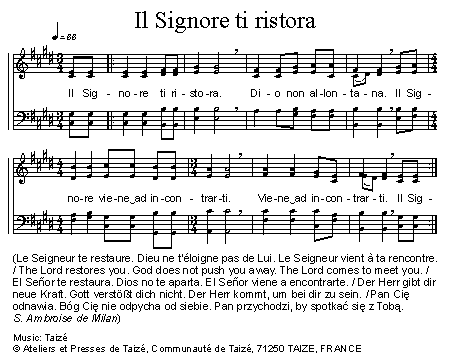 Il Signore ti ristora
♩=66
Il Sig - no-re ti ri-sto-ra. Di-o non al-lon-ta-na. Il Sig -
nore vie-ne ad in-con-trar-ti. Vie-ne ad in-con-trar-ti. Il Sig -
(Le Seigneur te restaure. Dieu ne t'éloigne pas de Lui. Le Seigneur vient à ta rencontre.
/ The Lord restores you. God does not push you away. The Lord comes to meet you. /
El Señor te restaura. Dios no te aparta. El Señor viene a encontrarte. / Der Herr gibt dir
neue Kraft. Gott verstößt dich nicht. Der Herr kommt, um bei dir zu sein. / Pan Cię
odnawia. Bóg Cię nie odpycha od siebie. Pan przychodzi, by spotkać się z Tobą.
S. Ambroise de Milan)
Music: Taizé
© Ateliers et Presses de Taizé, Communauté de Taizé, 71250 TAIZE, FRANCE